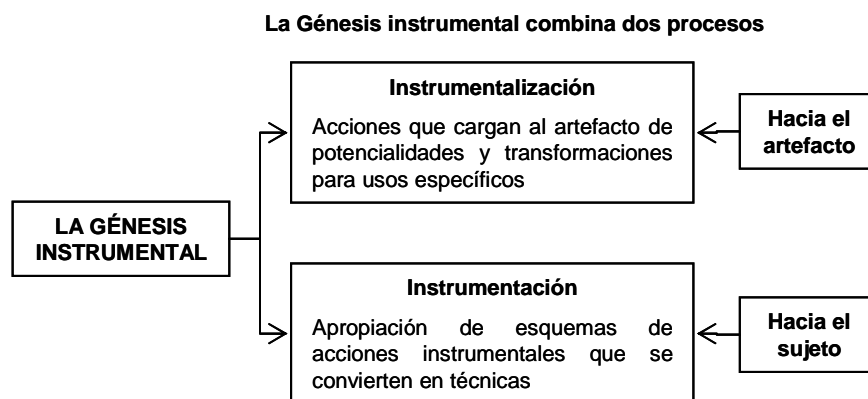 La Génesis instrumental combina dos procesos
Instrumentalización
Acciones que cargan al artefacto de
potencialidades y transformaciones
para usos específicos
Hacia el
artefacto
LA GÉNESIS
INSTRUMENTAL
Instrumentación
Apropiación de esquemas de
acciones instrumentales que se
convierten en técnicas
Hacia el
sujeto